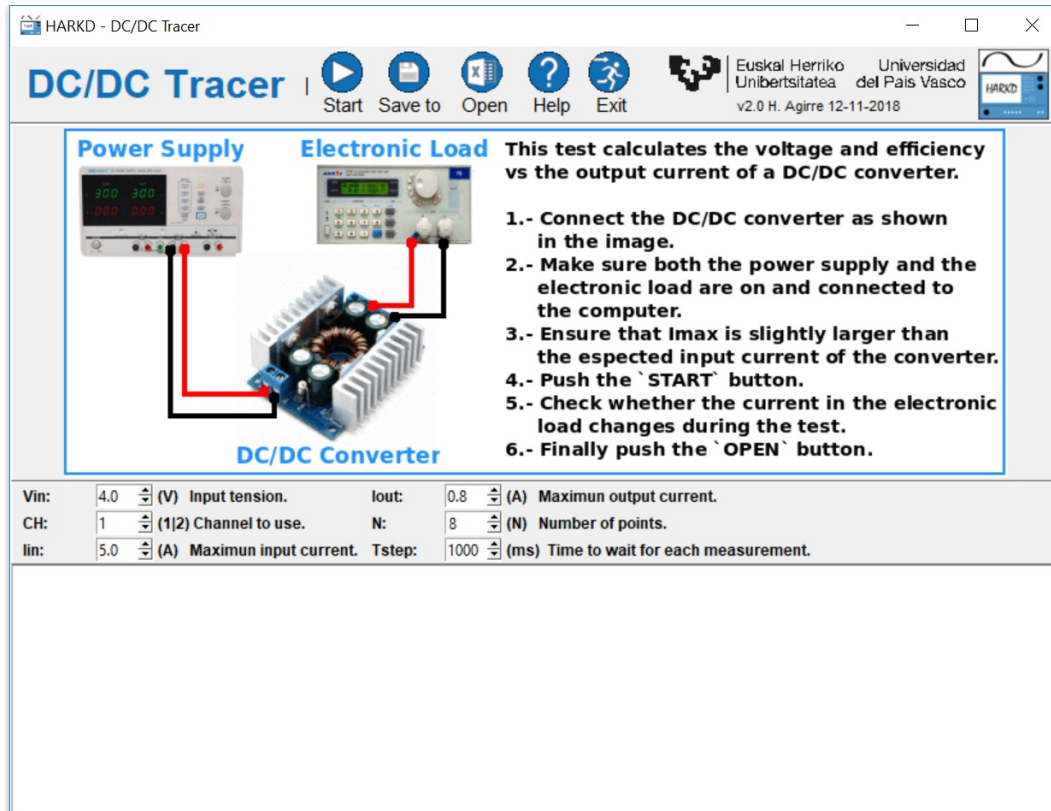 HARKD - DC/DC Tracer
DC/DC Tracer
Start
Save to
Open
Help
Exit
Euskal Herriko Universidad
Unibertsitatea del Pais Vasco
v2.0 H. Agirre 12-11-2018
HARKD
Power Supply
Electronic Load
300 300
000 0.00
This test calculates the voltage and efficiency
vs the output current of a DC/DC converter.
1.- Connect the DC/DC converter as shown
in the image.
2.- Make sure both the power supply and the
electronic load are on and connected to
the computer.
3.- Ensure that Imax is slightly larger than
the espected input current of the converter.
4.- Push the `START` button.
5.- Check whether the current in the electronic
load changes during the test.
6.- Finally push the `OPEN` button.
DC/DC Converter
Vin: 4.0 (V) Input tension. Iout: 0.8 (A) Maximun output current.
CH: 1 (1|2) Channel to use. N: 8 (N) Number of points.
Iin: 5.0 (A) Maximun input current. Tstep: 1000 (ms) Time to wait for each measurement.